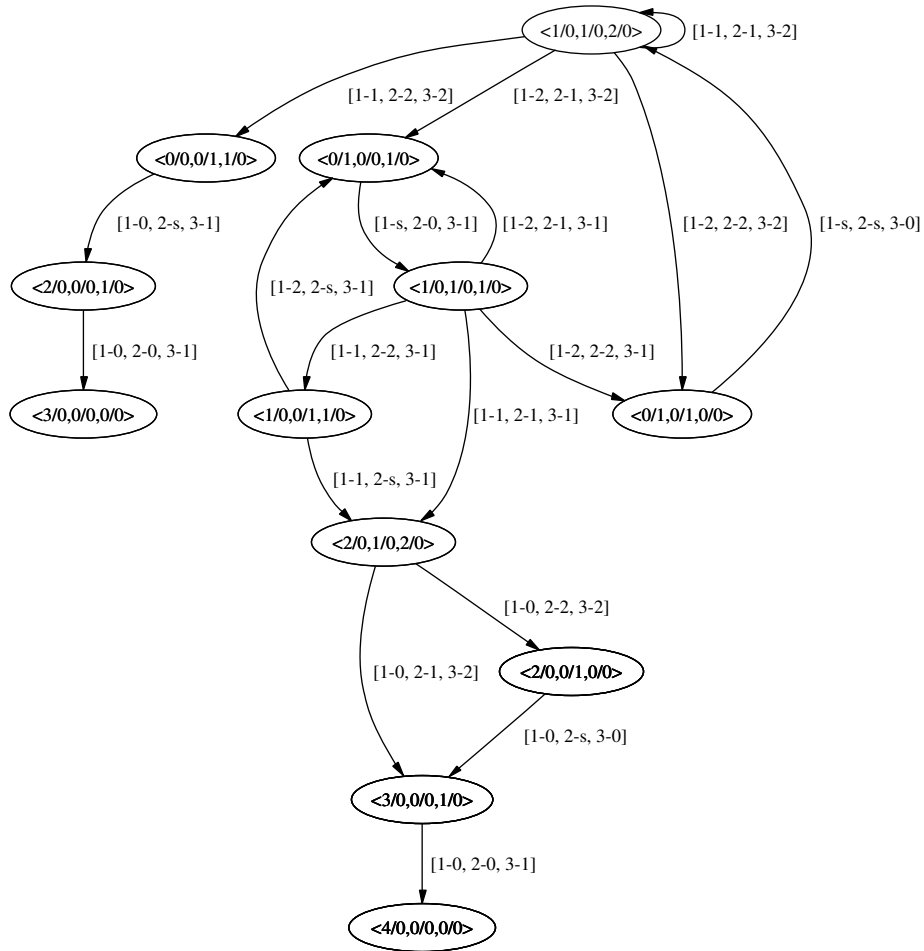 <1/0,1/0,2/0>
[1-1, 2-1, 3-2]
[1-1, 2-2, 3-2]
[1-2, 2-1, 3-2]
<0/0,0/1,1/0>
<0/1,0/0,1/0>
[1-0, 2-s, 3-1]
[1-s, 2-0, 3-1]
[1-2, 2-1, 3-1]
[1-2, 2-2, 3-2]
[1-s, 2-s, 3-0]
<2/0,0/0,1/0>
[1-2, 2-s, 3-1]
<1/0,1/0,1/0>
[1-0, 2-0, 3-1]
[1-1, 2-2, 3-1]
[1-2, 2-2, 3-1]
<3/0,0/0,0/0>
<1/0,0/1,1/0>
[1-1, 2-1, 3-1]
<0/1,0/1,0/0>
[1-1, 2-s, 3-1]
<2/0,1/0,2/0>
[1-0, 2-2, 3-2]
[1-0, 2-1, 3-2]
<2/0,0/1,0/0>
[1-0, 2-s, 3-0]
<3/0,0/0,1/0>
[1-0, 2-0, 3-1]
<4/0,0/0,0/0>